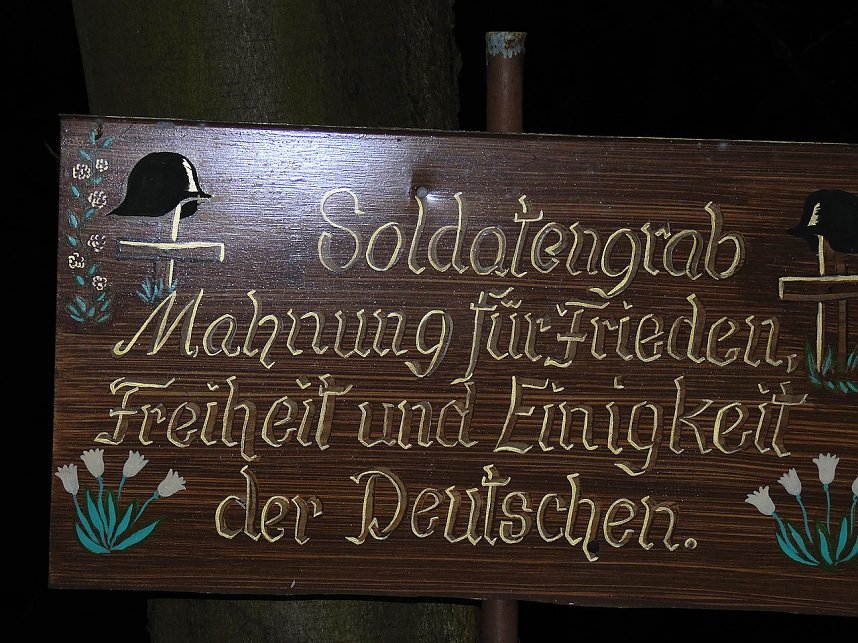 Soldatengrab
Mahnung für Frieden,
Freiheit und Einigkeit
der Deutschen.